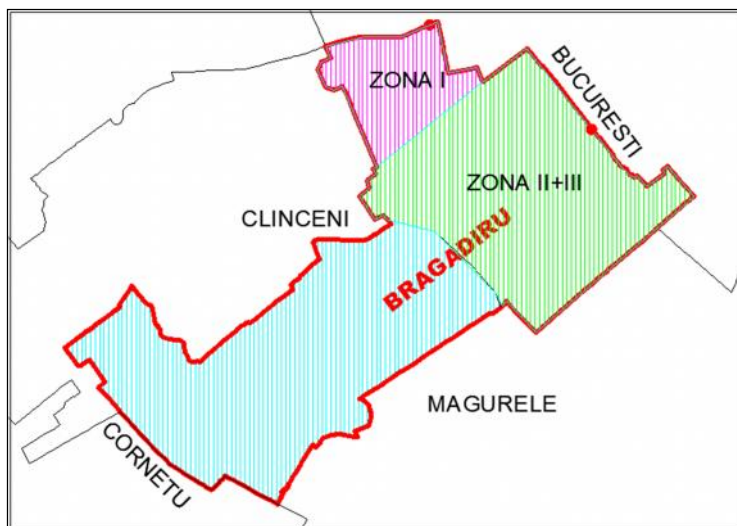 ZONA I
BUCURESTI
ZONA II+III
CLINCENI
BRAGADIRU
MAGURELE
CORNETU